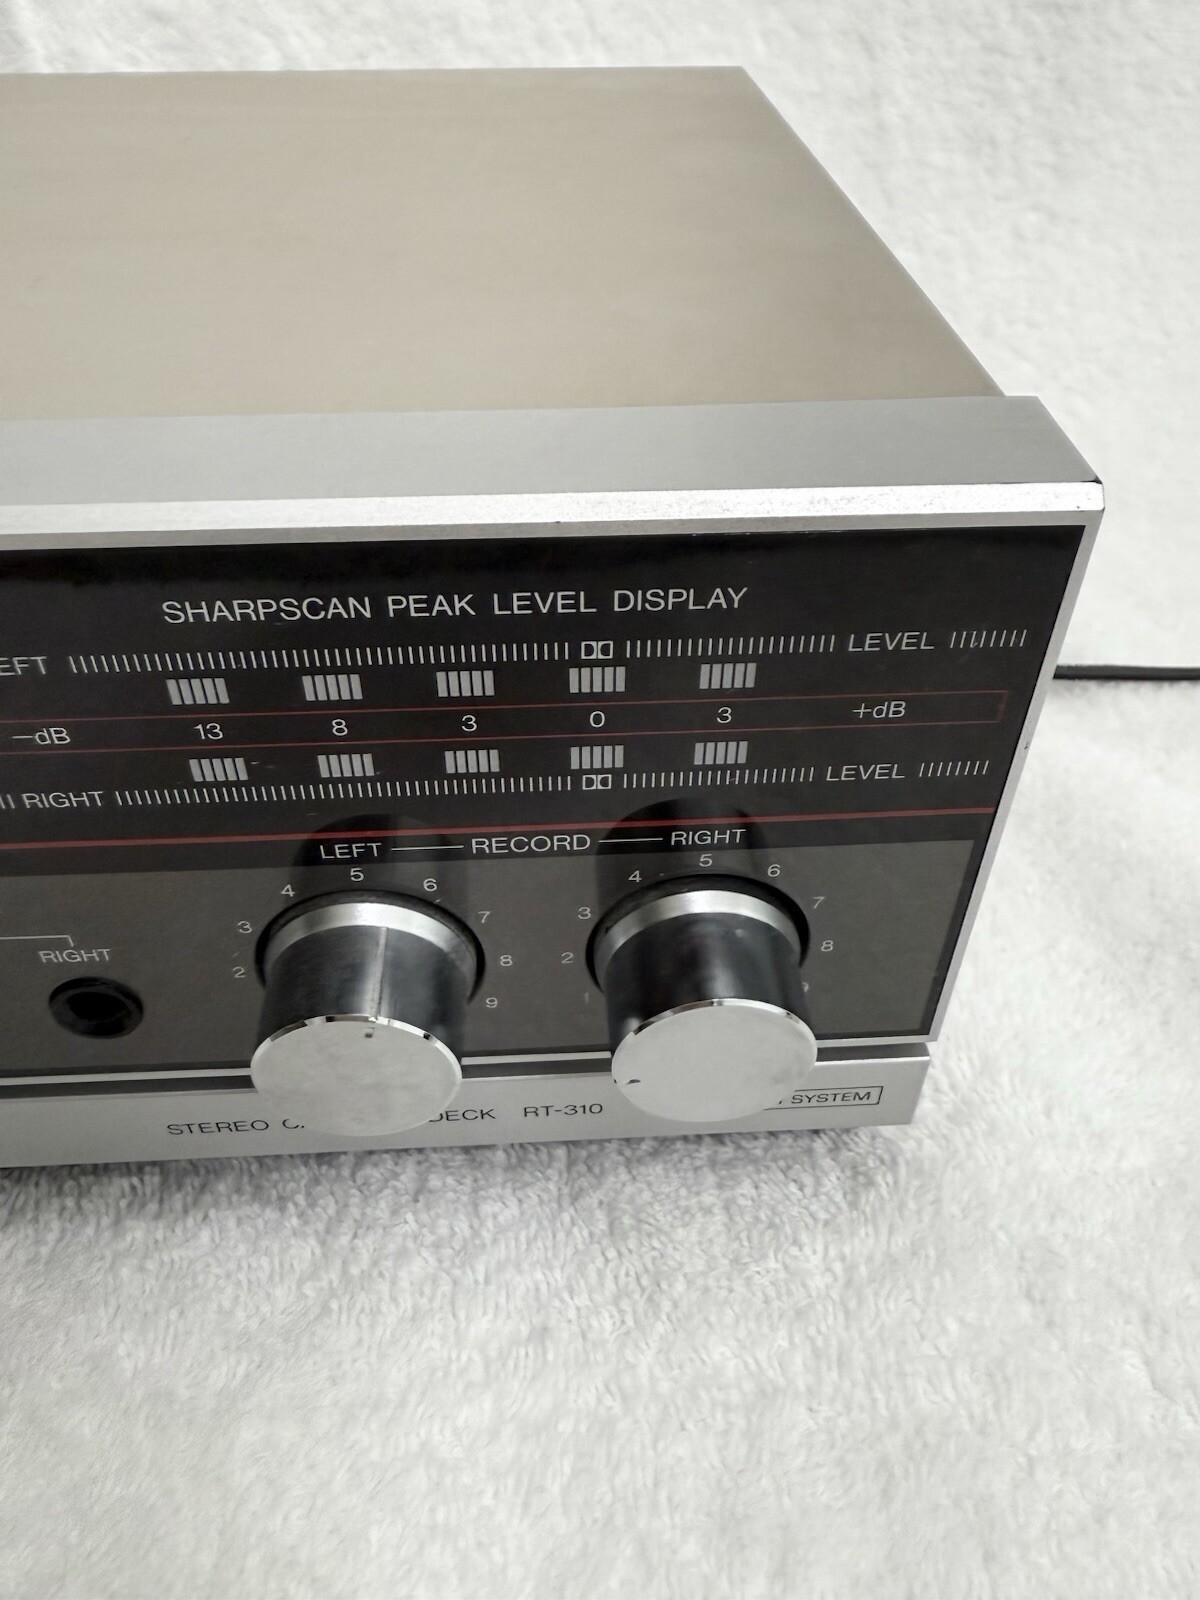 SHARPSCAN PEAK LEVEL DISPLAY
LEVEL
-dB 13 8 3 0 3 +dB
RIGHT LEVEL
LEFT RECORD RIGHT
2 3 4 5 6 7 8 9
2 3 4 5 6 7 8
RIGHT
STEREO DECK RT-310
SYSTEM